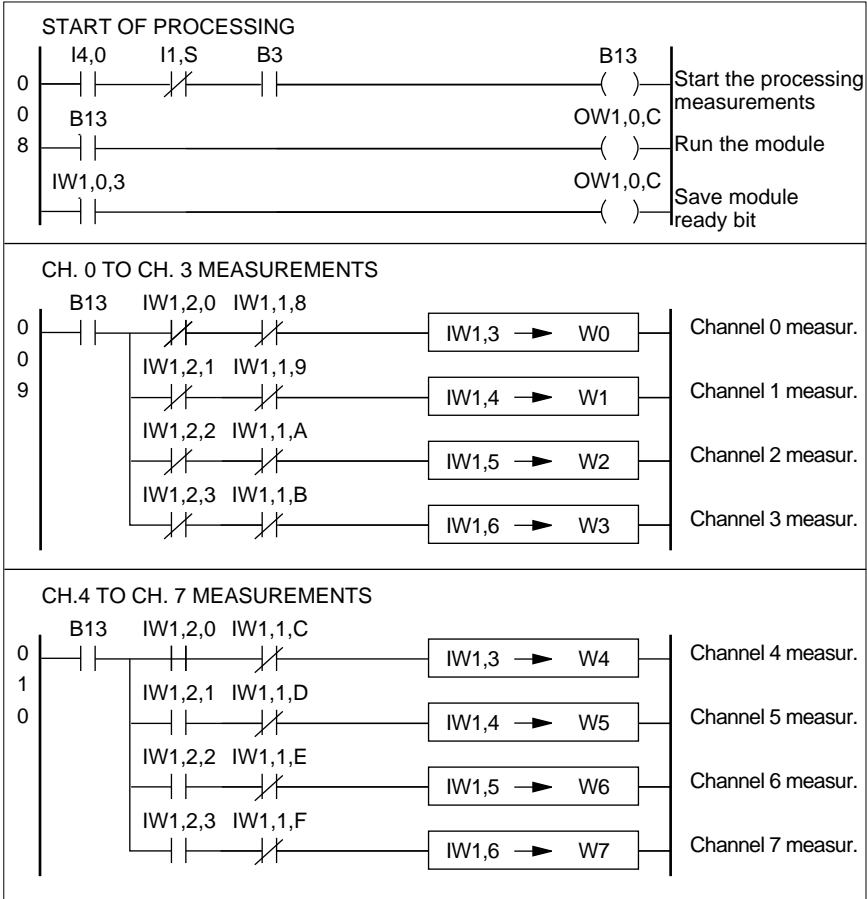 START OF PROCESSING
I4,0 I1,S B3 B13
0 Start the processing
measurements
0 B13 OW1,0,C
8 Run the module
IW1,0,3 OW1,0,C
Save module
ready bit
CH. 0 TO CH. 3 MEASUREMENTS
B13 IW1,2,0 IW1,1,8
0 IW1,3 W0 Channel 0 measur.
0 IW1,2,1 IW1,1,9
9 IW1,4 W1 Channel 1 measur.
IW1,2,2 IW1,1,A
IW1,5 W2 Channel 2 measur.
IW1,2,3 IW1,1,B
IW1,6 W3 Channel 3 measur.
CH.4 TO CH. 7 MEASUREMENTS
B13 IW1,2,0 IW1,1,C
0 IW1,3 W4 Channel 4 measur.
1 IW1,2,1 IW1,1,D
0 IW1,4 W5 Channel 5 measur.
IW1,2,2 IW1,1,E
IW1,5 W6 Channel 6 measur.
IW1,2,3 IW1,1,F
IW1,6 W7 Channel 7 measur.